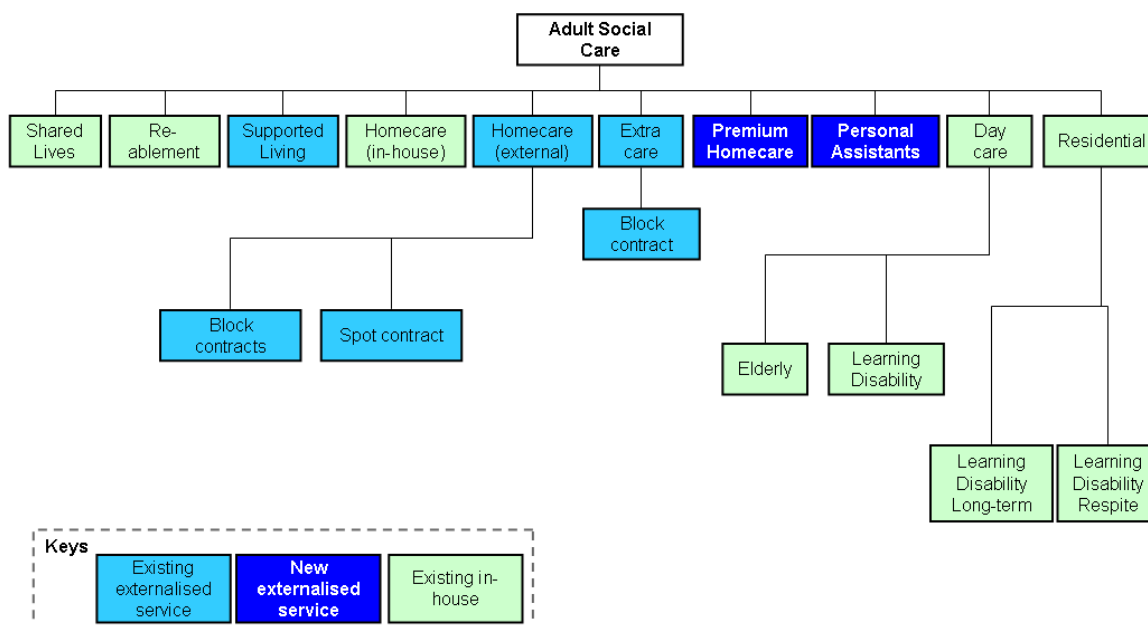 Adult Social
Care
Shared
Lives
Re-
ablement
Supported
Living
Homecare
(in-house)
Homecare
(external)
Extra
care
Premium
Homecare
Personal
Assistants
Day
care
Residential
Block
contract
Block
contracts
Spot contract
Elderly
Learning
Disability
Learning
Disability
Long-term
Learning
Disability
Respite
Keys
Existing
externalised
service
New
externalised
service
Existing in-
house